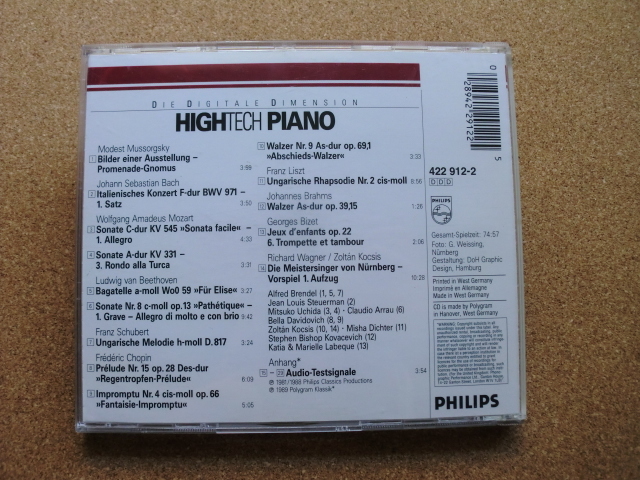 DIE DIGITALE DIMENSION
HIGHTECH PIANO
Modest Mussorgsky
1 Bilder einer Ausstellung –
Promenade-Gnomus 3:59
Johann Sebastian Bach
2 Italienisches Konzert F-dur BWV 971 –
1. Satz 3:50
Wolfgang Amadeus Mozart
3 Sonate C-dur KV 545 »Sonata facile« –
1. Allegro 4:33
4 Sonate A-dur KV 331 –
3. Rondo alla Turca 3:31
Ludwig van Beethoven
5 Bagatelle a-moll Wo0 59 »Für Elise« 3:11
6 Sonate Nr. 8 c-moll op. 13 »Pathétique« –
1. Grave – Allegro di molto e con brio 9:42
Franz Schubert
7 Ungarische Melodie h-moll D. 817 3:24
Frédéric Chopin
8 Prélude Nr. 15 op. 28 Des-dur
»Regentropfen-Prélude« 6:09
9 Impromptu Nr. 4 cis-moll op. 66
»Fantaisie-Impromptu« 5:05
10 Walzer Nr. 9 As-dur op. 69,1
»Abschieds-Walzer« 3:33
Franz Liszt
11 Ungarische Rhapsodie Nr. 2 cis-moll 8:56
Johannes Brahms
12 Walzer As-dur op. 39,15 1:26
Georges Bizet
13 Jeux d'enfants op. 22
6. Trompette et tambour 2:06
Richard Wagner / Zoltán Kocsis
14 Die Meistersinger von Nürnberg –
Vorspiel 1. Aufzug 10:28
Alfred Brendel (1, 5, 7)
Jean Louis Steuerman (2)
Mitsuko Uchida (3, 4) · Claudio Arrau (6)
Bella Davidovich (8, 9)
Zoltán Kocsis (10, 14) · Misha Dichter (11)
Stephen Bishop Kovacevich (12)
Katia & Marielle Labeque (13)
Anhang*
Audio-Testsignale 3:54
℗ 1981/1988 Philips Classics Productions
℗ 1989 Polygram Klassik*
0 28942 29122 5
422 912-2
DDD
PHILIPS
Gesamt-Spielzeit: 74:57
Foto: G. Weissing,
Nürnberg
Gestaltung: DoH Graphic
Design, Hamburg
Printed in West Germany
Imprimé en Allemagne
Made in West Germany
CD is made by Polygram
in Hanover, West Germany
PHILIPS